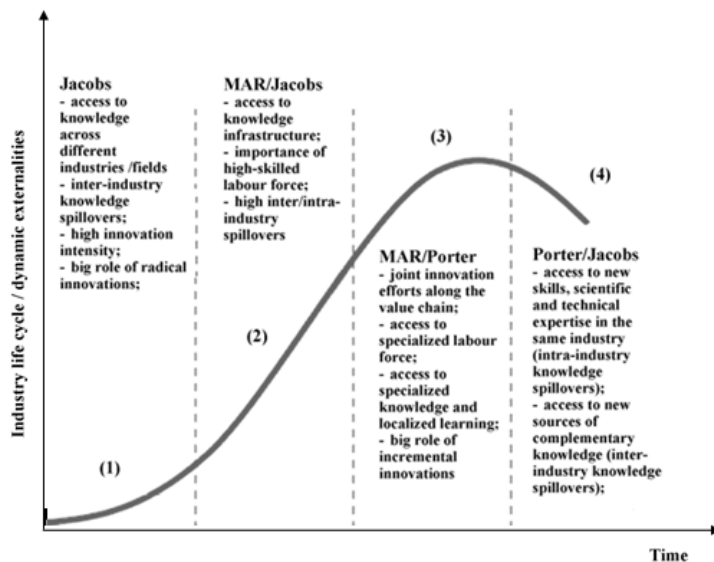 Industry life cycle / dynamic externalities
Jacobs
- access to
knowledge
across
different
industries /fields
- inter-industry
knowledge
spillovers;
- high innovation
intensity;
- big role of radical
innovations;
(1)
MAR/Jacobs
- access to
knowledge
infrastructure;
- importance of
high-skilled
labour force;
- high inter/intra-
industry
spillovers
(2)
(3)
MAR/Porter
- joint innovation
efforts along the
value chain;
- access to
specialized labour
force;
- access to
specialized
knowledge and
localized learning;
- big role of
incremental
innovations
(4)
Porter/Jacobs
- access to new
skills, scientific
and technical
expertise in the
same industry
(intra-industry
knowledge
spillovers);
- access to new
sources of
complementary
knowledge (inter-
industry knowledge
spillovers);
Time